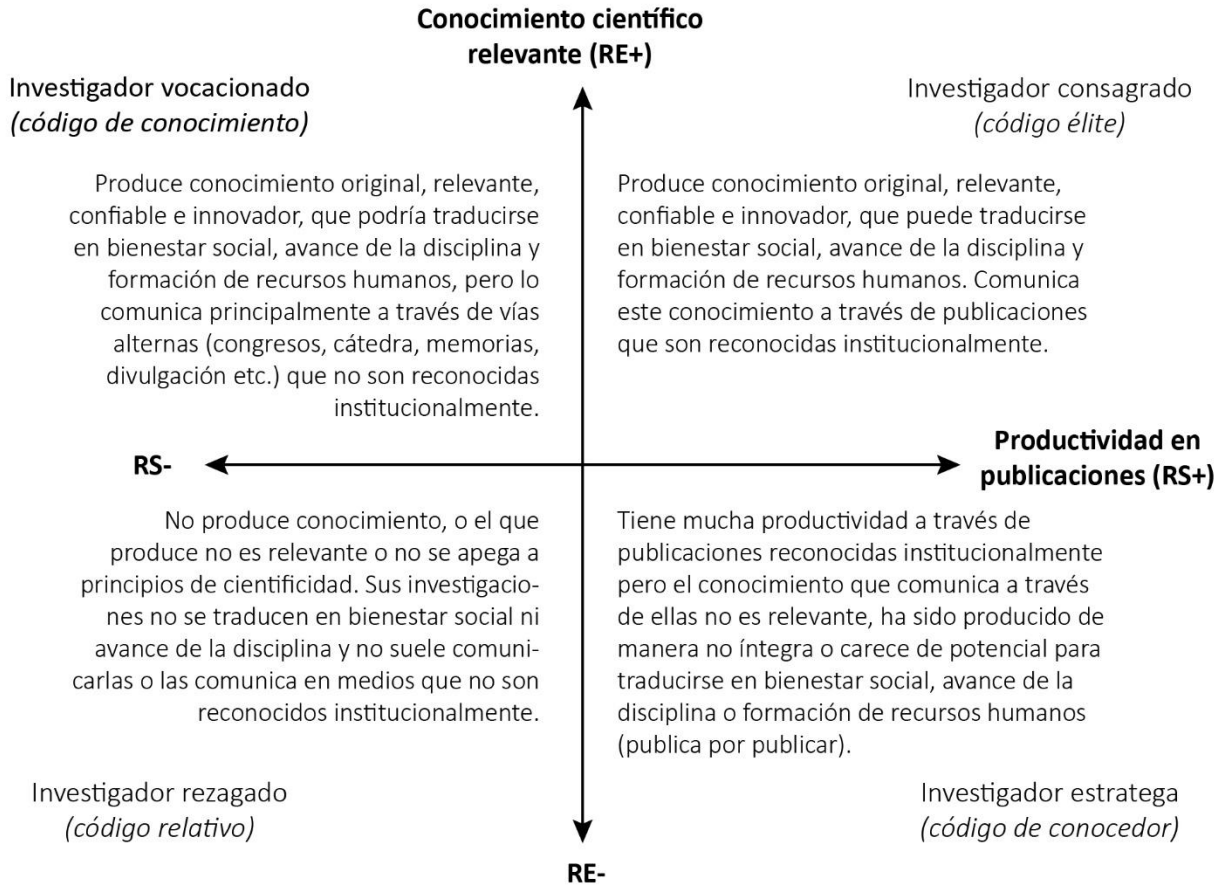 Conocimiento científico
relevante (RE+)
Investigador vocacionado
(código de conocimiento)
Investigador consagrado
(código élite)
Produce conocimiento original, relevante,
confiable e innovador, que podría traducirse
en bienestar social, avance de la disciplina y
formación de recursos humanos, pero lo
comunica principalmente a través de vías
alternas (congresos, cátedra, memorias,
divulgación etc.) que no son reconocidas
institucionalmente.
Produce conocimiento original, relevante,
confiable e innovador, que puede traducirse
en bienestar social, avance de la disciplina y
formación de recursos humanos. Comunica
este conocimiento a través de publicaciones
que son reconocidas institucionalmente.
RS-
Productividad en
publicaciones (RS+)
No produce conocimiento, o el que
produce no es relevante o no se apega a
principios de cientificidad. Sus investigacio-
nes no se traducen en bienestar social ni
avance de la disciplina y no suele comuni-
carlas o las comunica en medios que no son
reconocidos institucionalmente.
Tiene mucha productividad a través de
publicaciones reconocidas institucionalmente
pero el conocimiento que comunica a través
de ellas no es relevante, ha sido producido de
manera no íntegra o carece de potencial para
traducirse en bienestar social, avance de la
disciplina o formación de recursos humanos
(publica por publicar).
Investigador rezagado
(código relativo)
Investigador estratega
(código de conocedor)
RE-